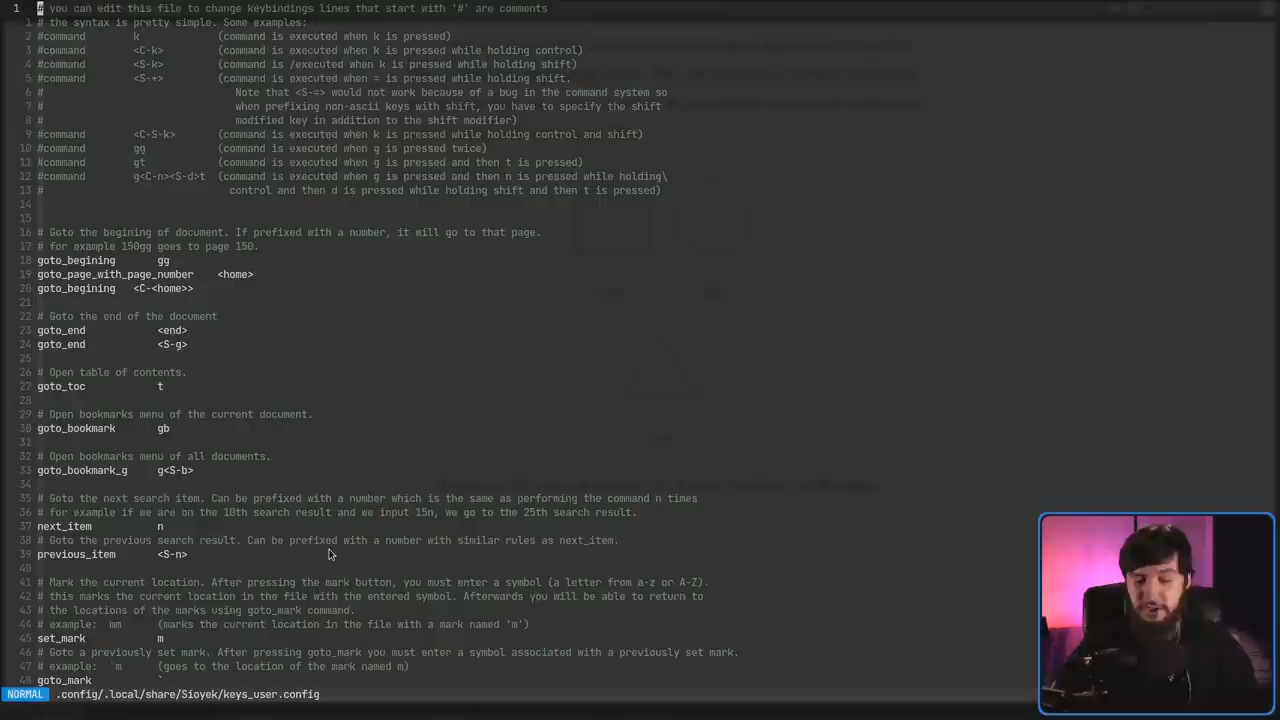 1 # you can edit this file to change keybindings lines that start with '#' are comments
1 # the syntax is pretty simple. Some examples:
2 #command k (command is executed when k is pressed)
3 #command <C-k> (command is executed when k is pressed while holding control)
4 #command <S-k> (command is /executed when k is pressed while holding shift)
5 #command <S-+> (command is executed when = is pressed while holding shift.
6 # Note that <S-=> would not work because of a bug in the command system so
7 # when prefixing non-ascii keys with shift, you have to specify the shift
8 # modified key in addition to the shift modifier)
9 #command <C-S-k> (command is executed when k is pressed while holding control and shift)
10 #command gg (command is executed when g is pressed twice)
11 #command gt (command is executed when g is pressed and then t is pressed)
12 #command g<C-n><S-d>t (command is executed when g is pressed and then n is pressed while holding\
13 # control and then d is pressed while holding shift and then t is pressed)
14
15
16 # Goto the begining of document. If prefixed with a number, it will go to that page.
17 # for example 150gg goes to page 150.
18 goto_begining gg
19 goto_page_with_page_number <home>
20 goto_begining <C-<home>>
21
22 # Goto the end of the document
23 goto_end <end>
24 goto_end <S-g>
25
26 # Open table of contents.
27 goto_toc t
28
29 # Open bookmarks menu of the current document.
30 goto_bookmark gb
31
32 # Open bookmarks menu of all documents.
33 goto_bookmark_g g<S-b>
34
35 # Goto the next search item. Can be prefixed with a number which is the same as performing the command n times
36 # for example if we are on the 10th search result and we input 15n, we go to the 25th search result.
37 next_item n
38 # Goto the previous search result. Can be prefixed with a number with similar rules as next_item.
39 previous_item <S-n>
40
41 # Mark the current location. After pressing the mark button, you must enter a symbol (a letter from a-z or A-Z).
42 # this marks the current location in the file with the entered symbol. Afterwards you will be able to return to
43 # the locations of the marks using goto_mark command.
44 # example: mm (marks the current location in the file with a mark named 'm')
45 set_mark m
46 # Goto a previously set mark. After pressing goto_mark you must enter a symbol associated with a previously set mark.
47 # example: `m (goes to the location of the mark named m)
48 goto_mark `
NORMAL .config/.local/share/Sioyek/keys_user.config